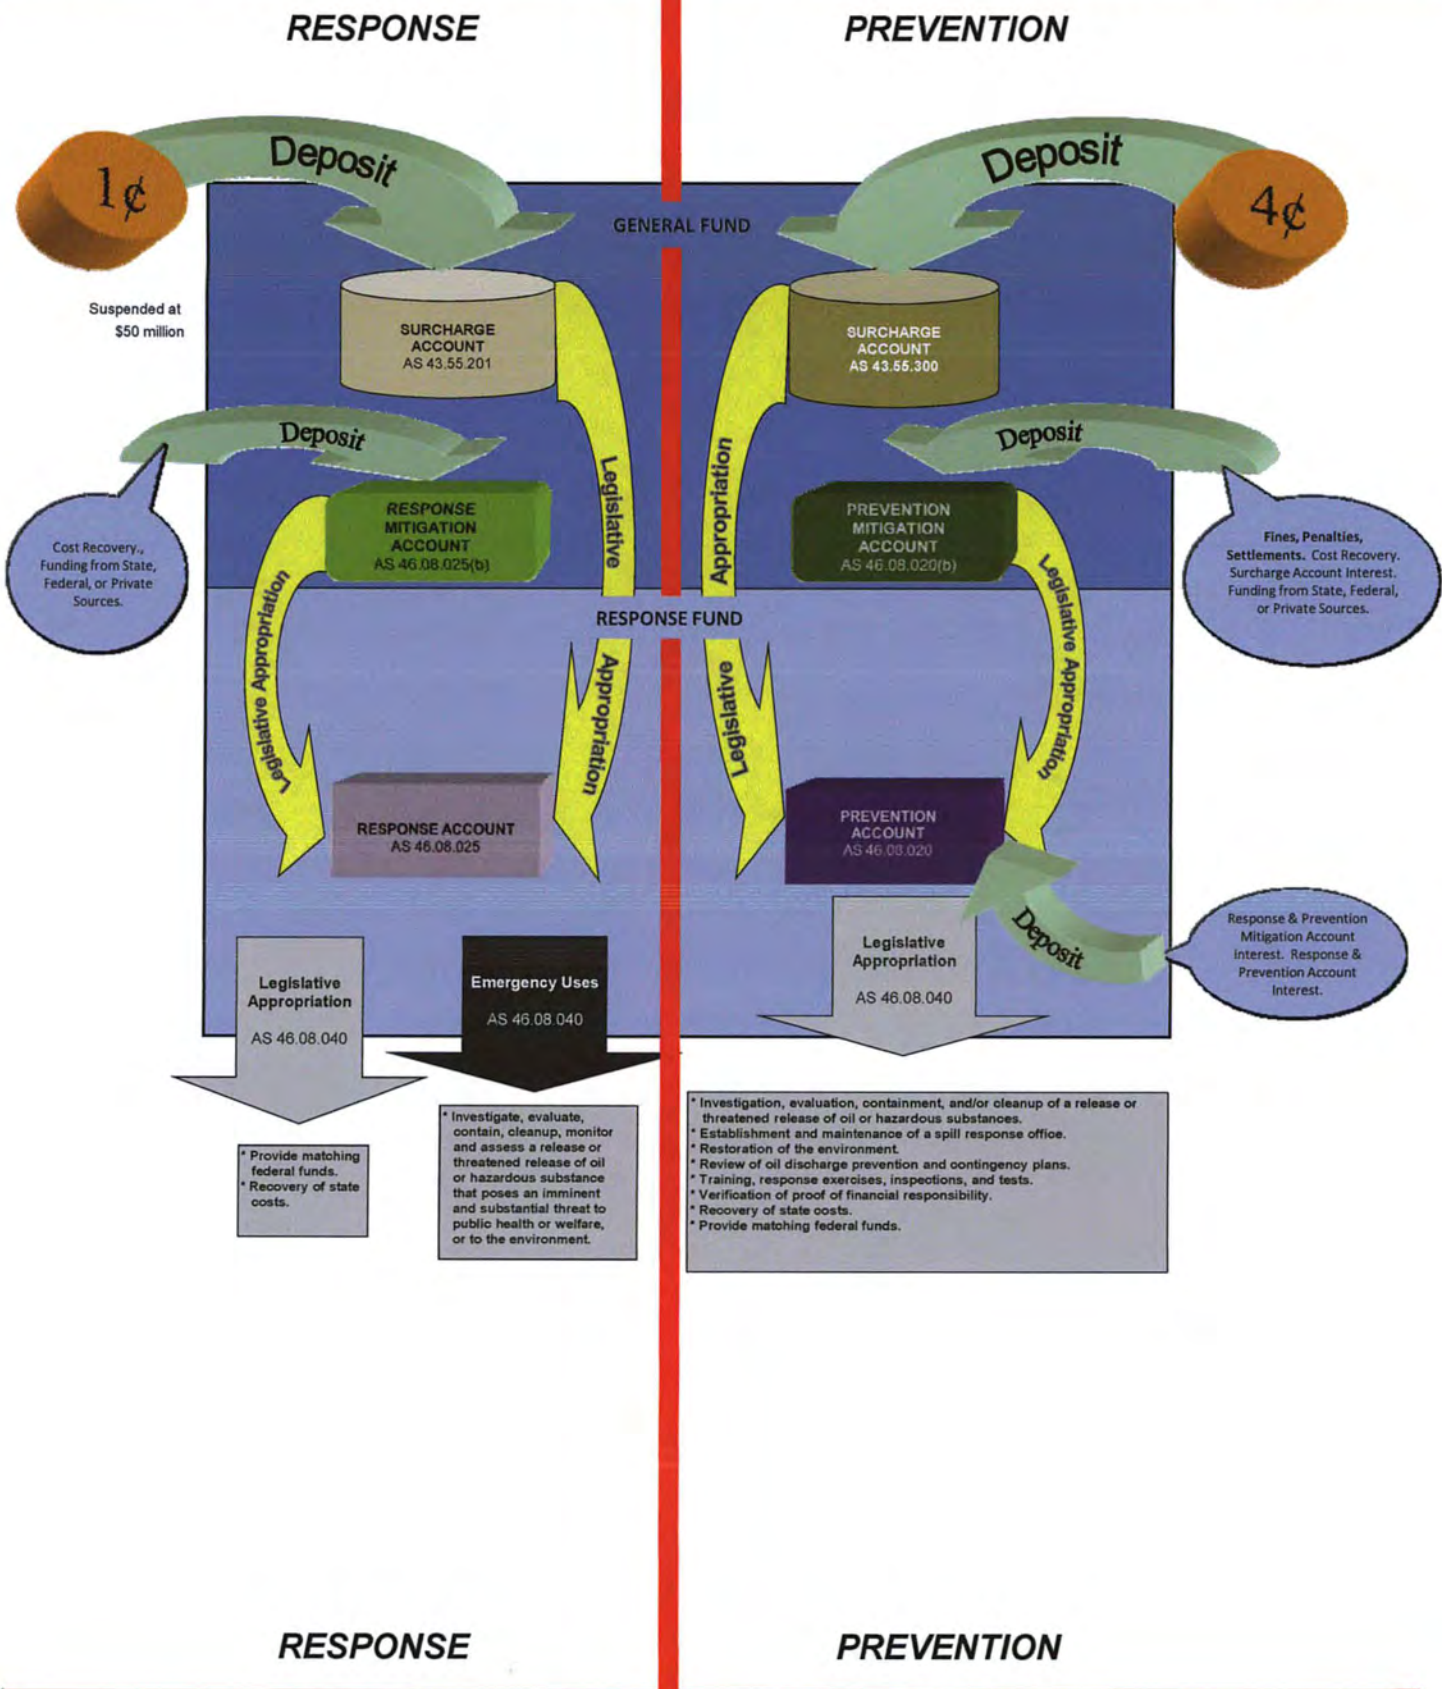 RESPONSE
PREVENTION
Deposit
1¢
Deposit
4¢
GENERAL FUND
Suspended at
$50 million
SURCHARGE
ACCOUNT
AS 43.55.201
SURCHARGE
ACCOUNT
AS 43.55.300
Legislative
Appropriation
Legislative
Appropriation
Deposit
Deposit
Cost Recovery.,
Funding from State,
Federal, or Private
Sources.
RESPONSE
MITIGATION
ACCOUNT
AS 46.08.025(b)
PREVENTION
MITIGATION
ACCOUNT
AS 46.08.020(b)
Fines, Penalties,
Settlements. Cost Recovery.
Surcharge Account Interest.
Funding from State, Federal,
or Private Sources.
Legislative Appropriation
Legislative Appropriation
RESPONSE FUND
RESPONSE ACCOUNT
AS 46.08.025
PREVENTION
ACCOUNT
AS 46.08.020
Deposit
Response & Prevention
Mitigation Account
Interest. Response &
Prevention Account
Interest.
Legislative
Appropriation
AS 46.08.040
Emergency Uses
AS 46.08.040
Legislative
Appropriation
AS 46.08.040
* Provide matching
federal funds.
* Recovery of state
costs.
* Investigate, evaluate,
contain, cleanup, monitor
and assess a release or
threatened release of oil
or hazardous substance
that poses an imminent
and substantial threat to
public health or welfare,
or to the environment.
* Investigation, evaluation, containment, and/or cleanup of a release or
threatened release of oil or hazardous substances.
* Establishment and maintenance of a spill response office.
* Restoration of the environment.
* Review of oil discharge prevention and contingency plans.
* Training, response exercises, inspections, and tests.
* Verification of proof of financial responsibility.
* Recovery of state costs.
* Provide matching federal funds.
RESPONSE
PREVENTION